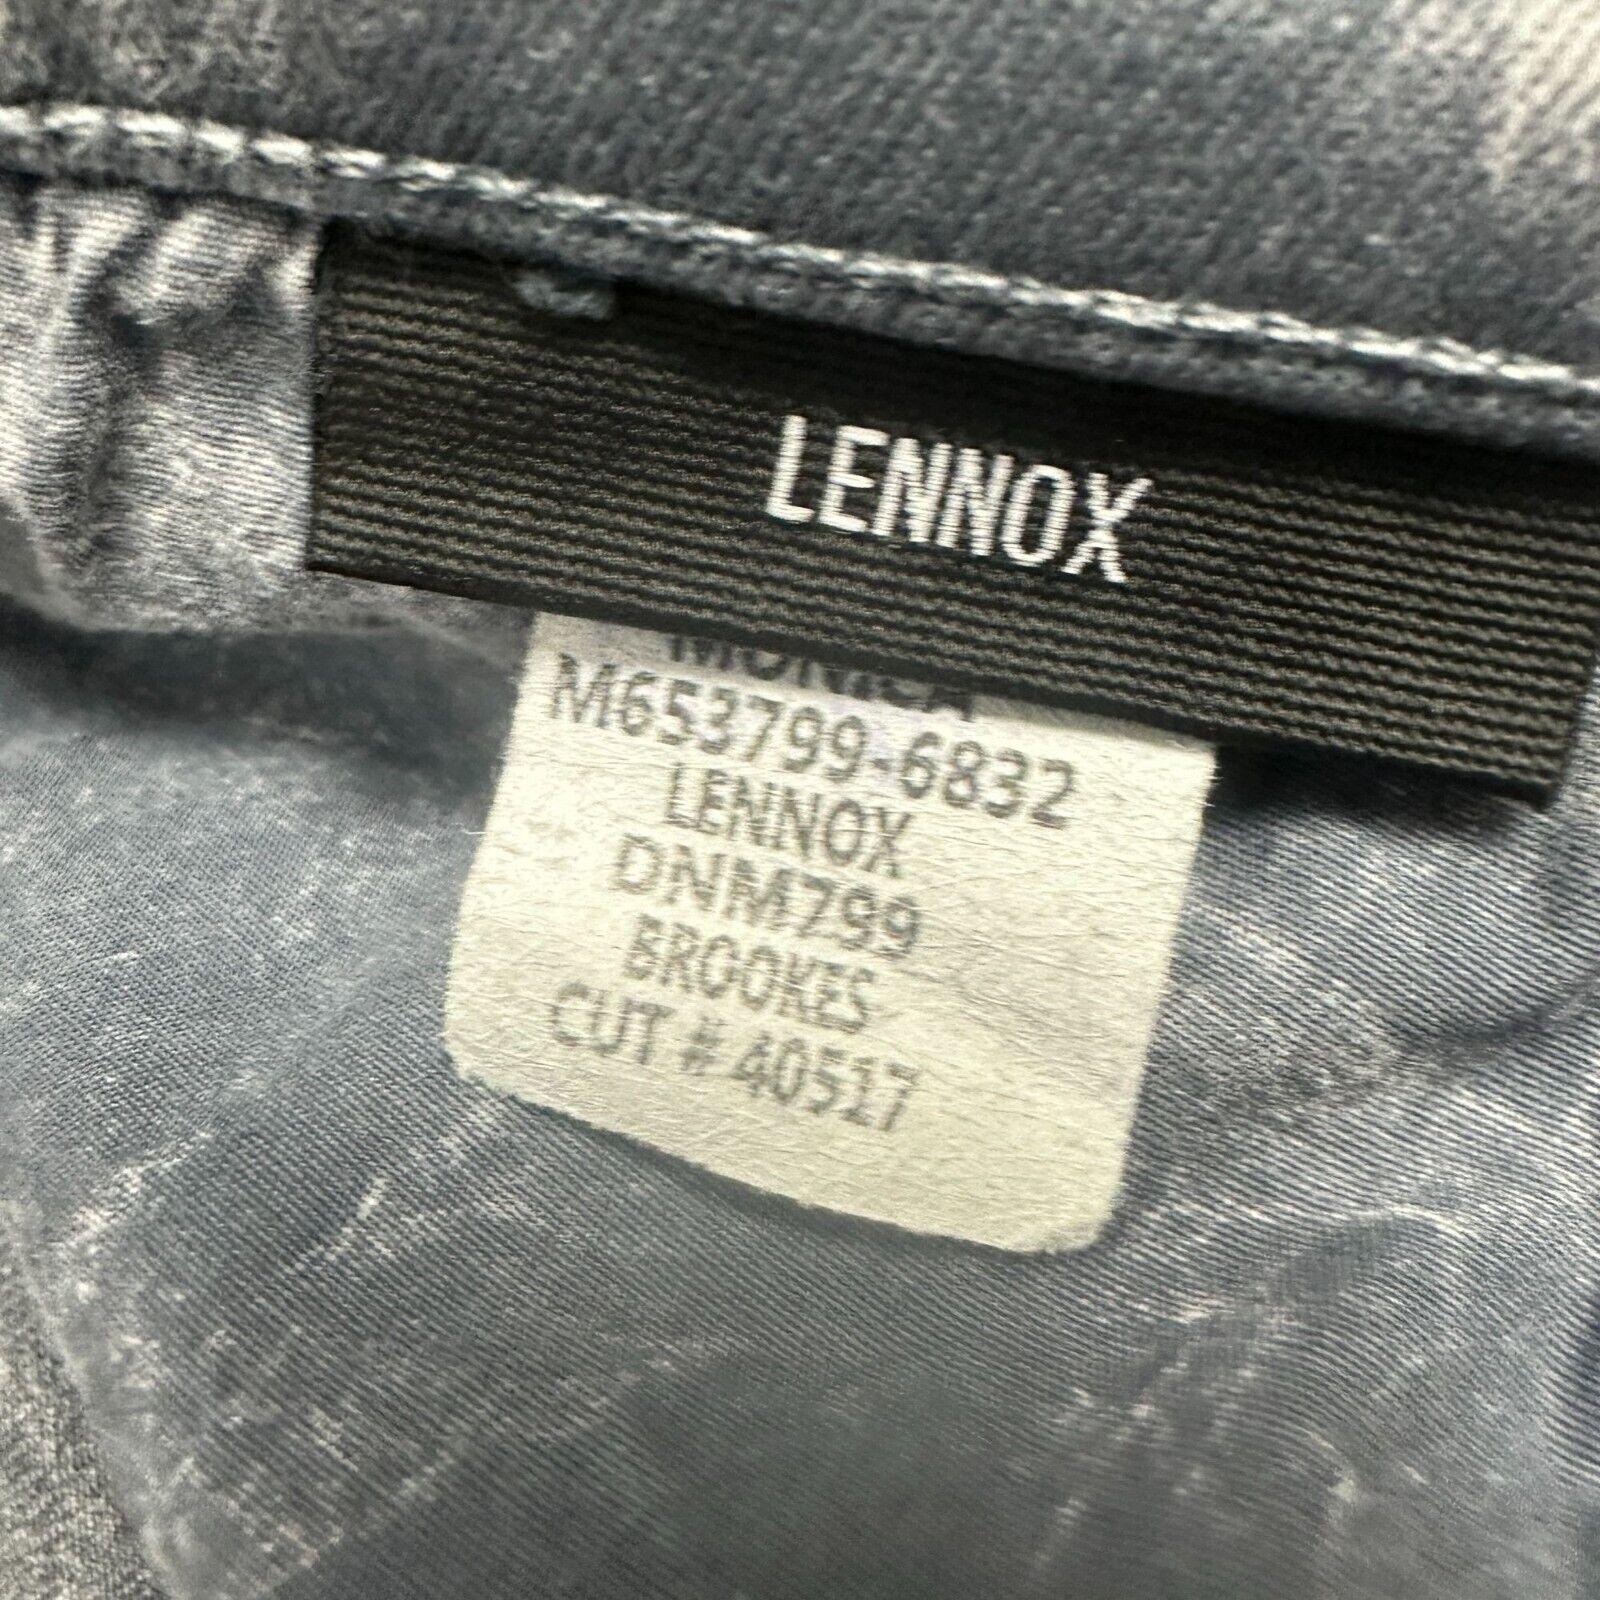 LENNOX
M653799-6832
LENNOX
DNM799
BROOKES
CUT # 40517